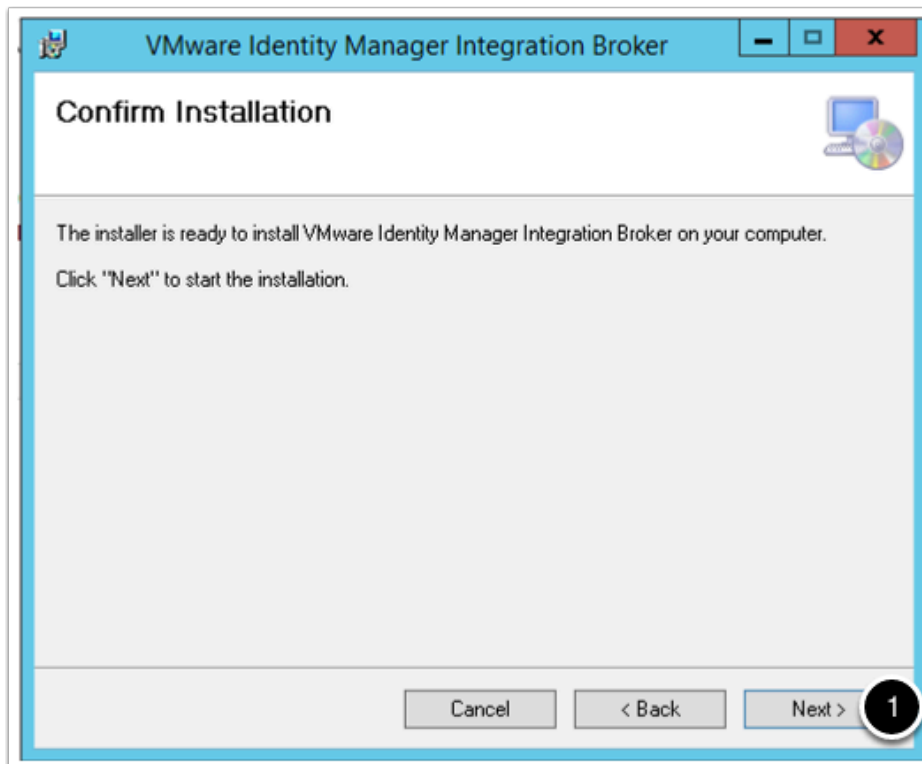 VMware Identity Manager Integration Broker
Confirm Installation
The installer is ready to install VMware Identity Manager Integration Broker on your computer.
Click "Next" to start the installation.
Cancel
< Back
Next >
1